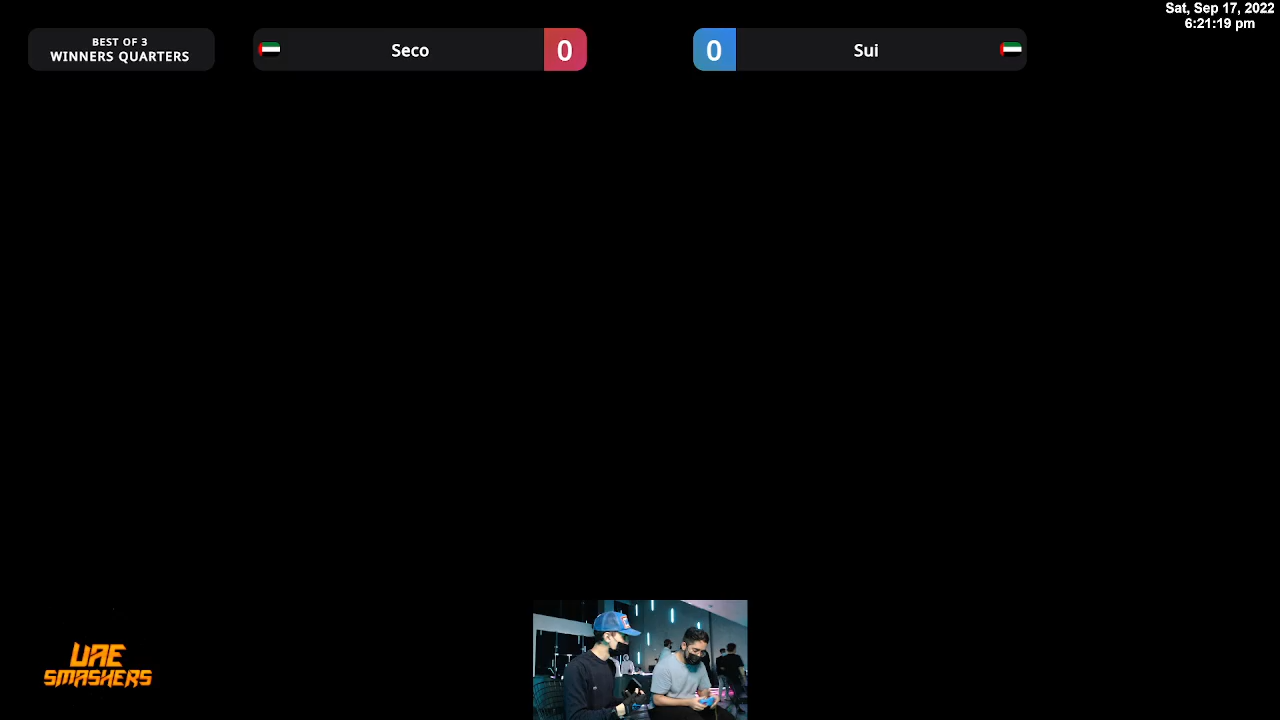 Sat, Sep 17, 2022
6:21:19 pm
BEST OF 3
WINNERS QUARTERS
Seco
0
0
Sui
UAE
SMASHERS